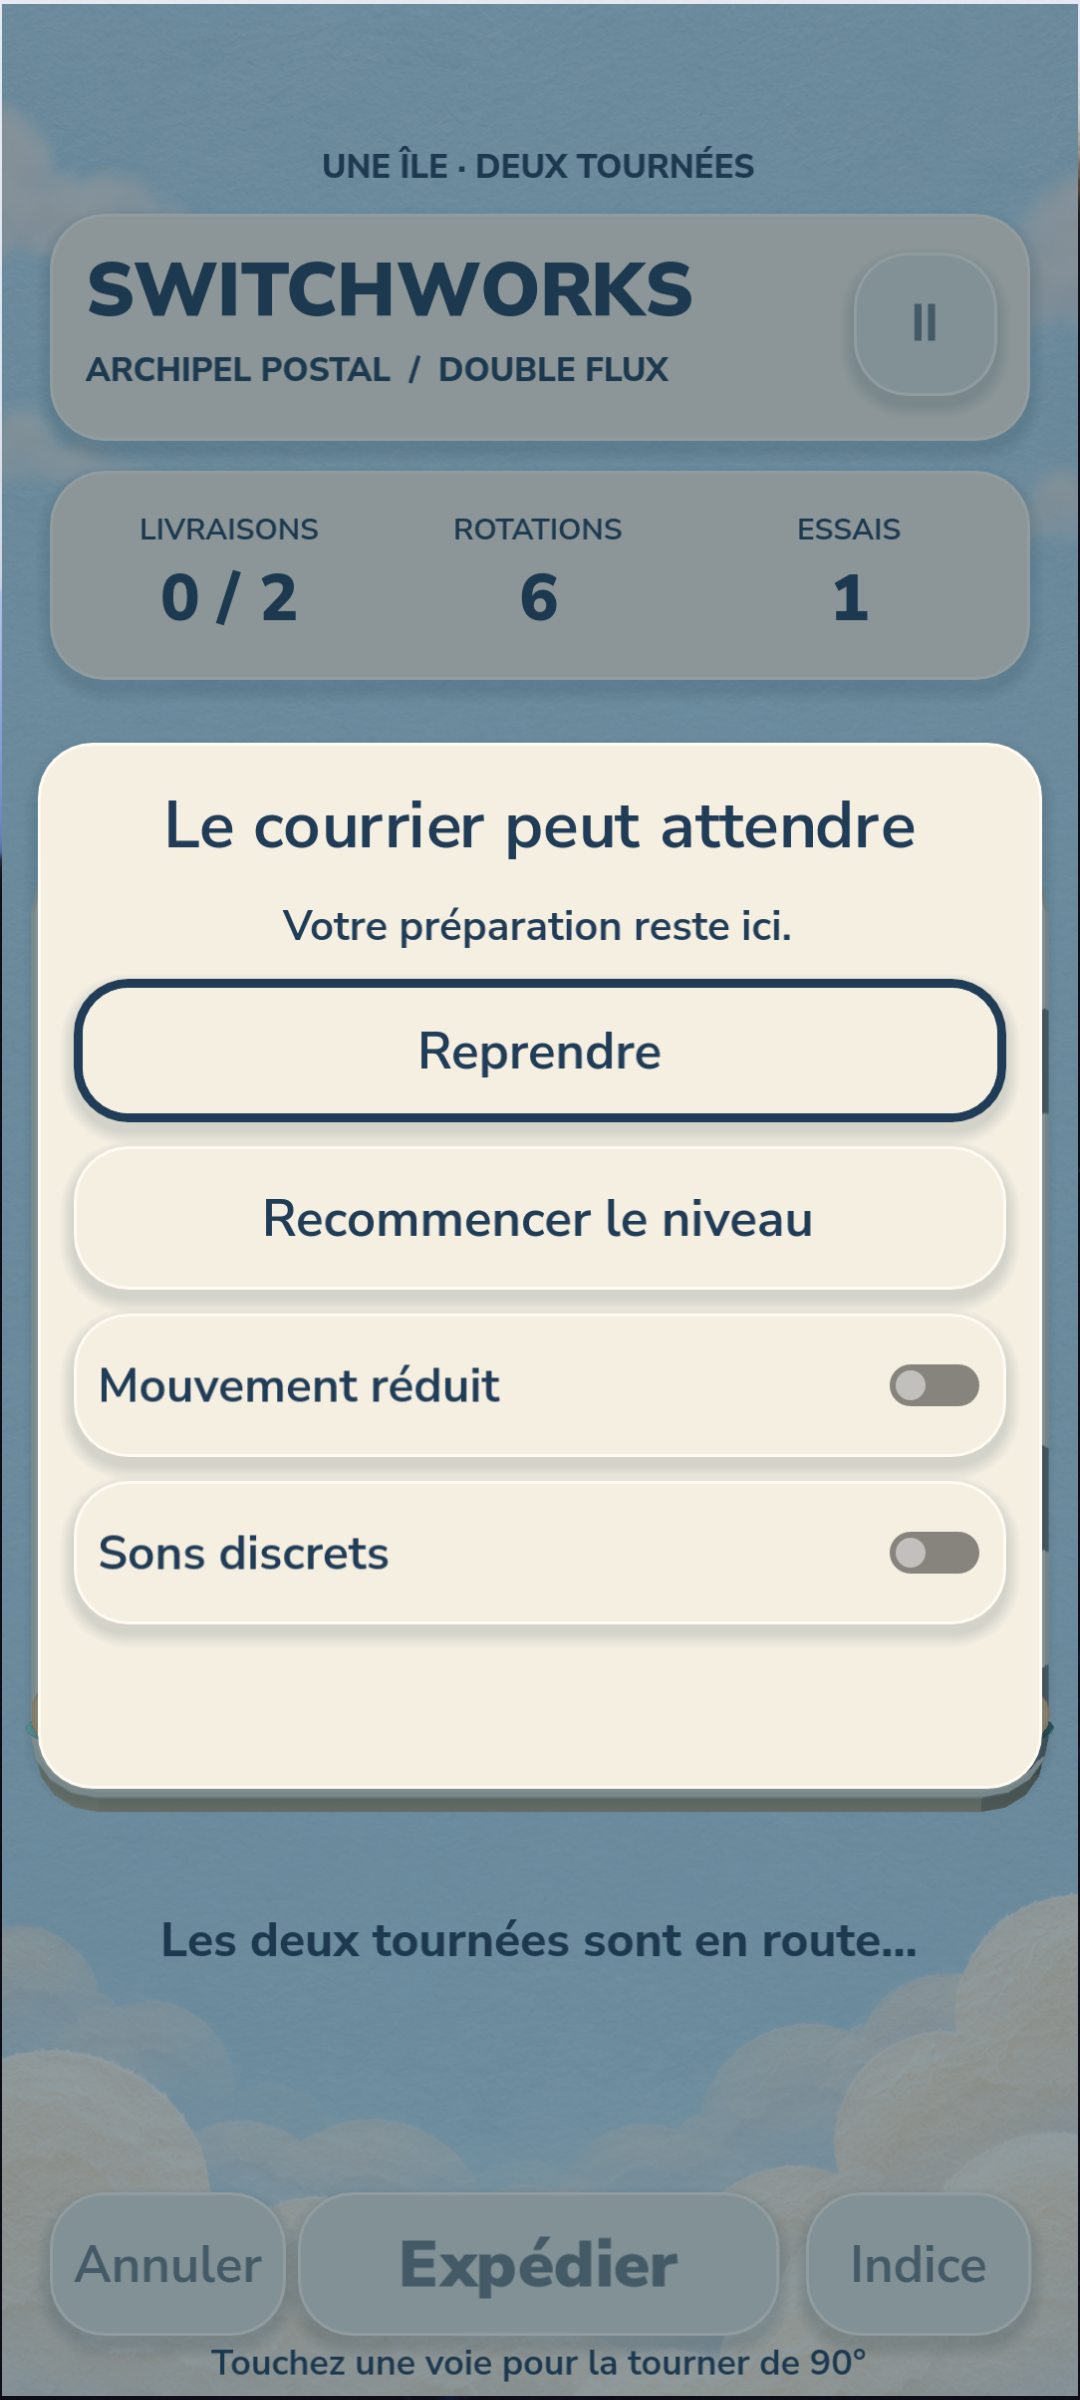 UNE ÎLE · DEUX TOURNÉES
SWITCHWORKS
ARCHIPEL POSTAL / DOUBLE FLUX
LIVRAISONS ROTATIONS ESSAIS
0 / 2 6 1
Le courrier peut attendre
Votre préparation reste ici.
Reprendre
Recommencer le niveau
Mouvement réduit
Sons discrets
Les deux tournées sont en route...
Annuler Expédier Indice
Touchez une voie pour la tourner de 90°